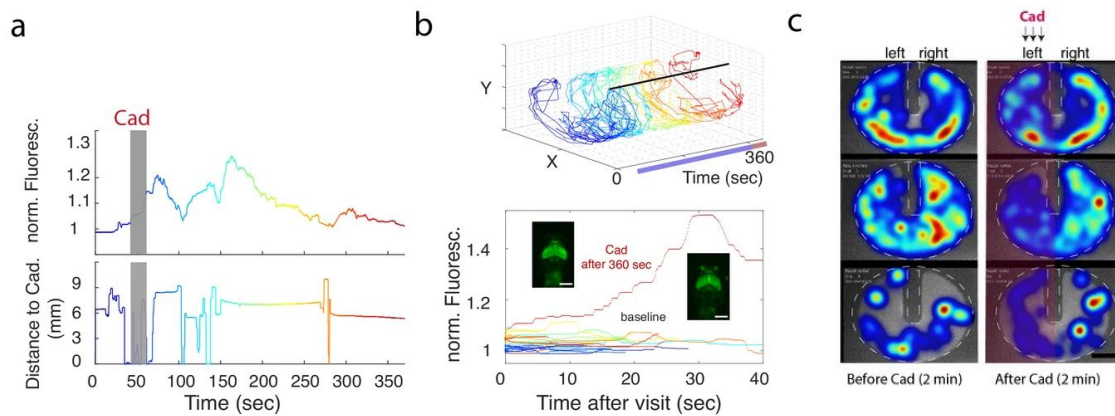 a
Cad
norm. Fluoresc.
1.3
1.2
1.1
1
Distance to Cad.
(mm)
9
6
3
0
0 50 100 150 200 250 300 350
Time (sec)
b
Y
X
0
360
Time (sec)
norm. Fluoresc.
1.4
1.2
1
Cad
after 360 sec
baseline
0 10 20 30 40
Time after visit (sec)
c
Cad
left right
left right
Before Cad (2 min)
After Cad (2 min)